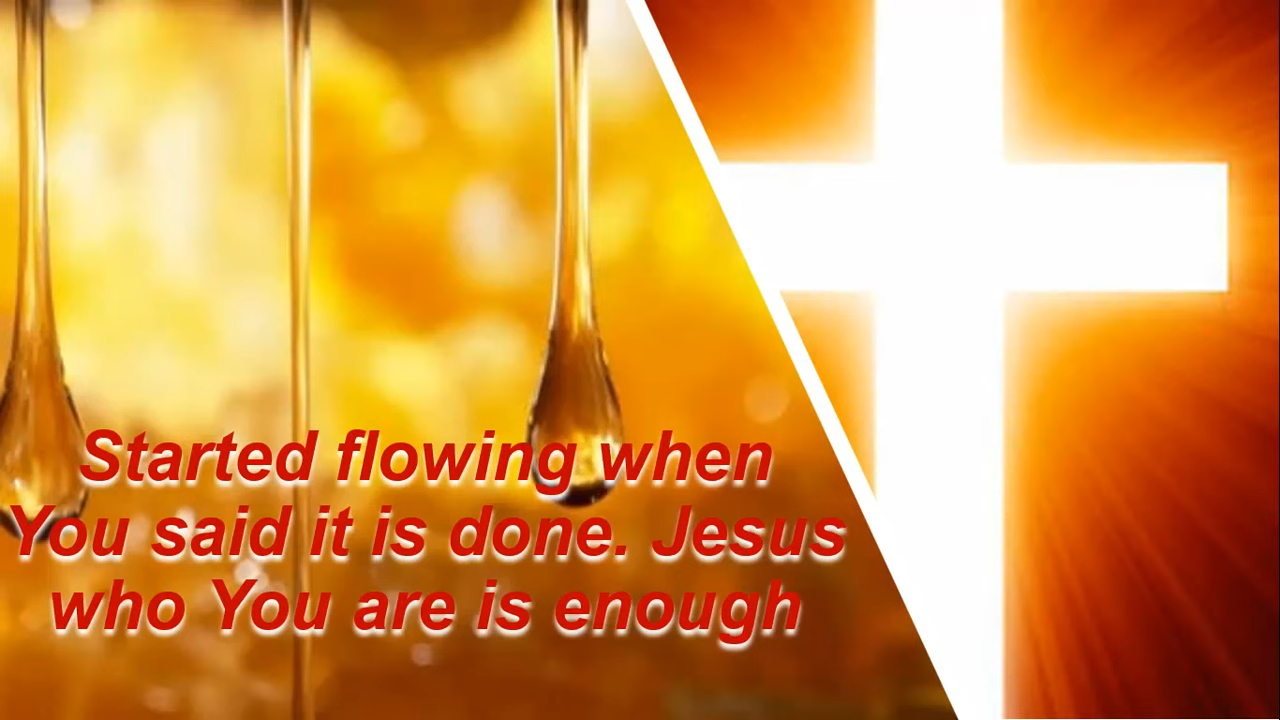 Started flowing when
You said it is done. Jesus
who You are is enough